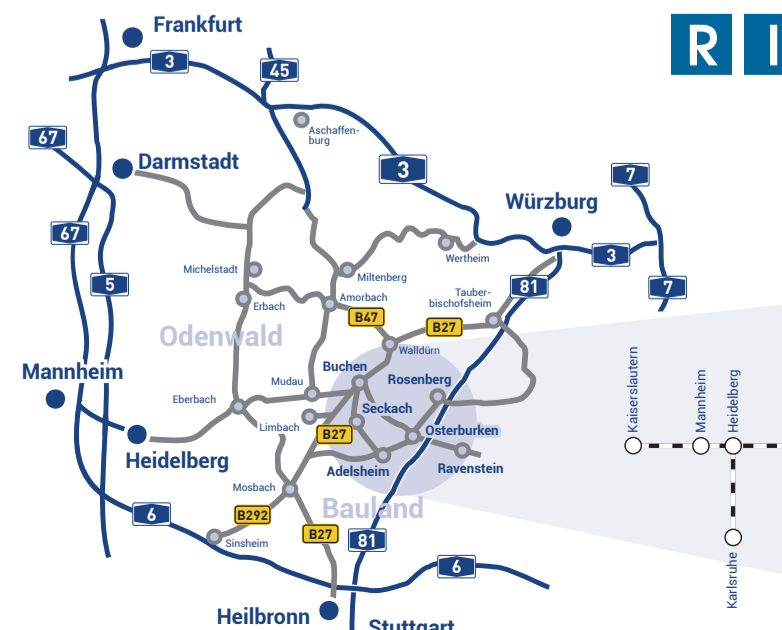 Frankfurt
R I
3
45
Aschaffen-
burg
67
Darmstadt
3
7
Würzburg
67
Wertheim
3
Michelstadt
Miltenberg
5
81
7
Erbach
Amorbach
Tauber-
bischofsheim
B47
B27
Odenwald
Walldürn
Mannheim
Buchen
Rosenberg
Mudau
Eberbach
Seckach
Limbach
B27
Osterburken
Heidelberg
Adelsheim
Ravenstein
Mosbach
Bauland
6
B292
B27
81
Sinsheim
6
Heilbronn
Stuttgart
Kaiserslautern
Mannheim
Heidelberg
Karlsruhe